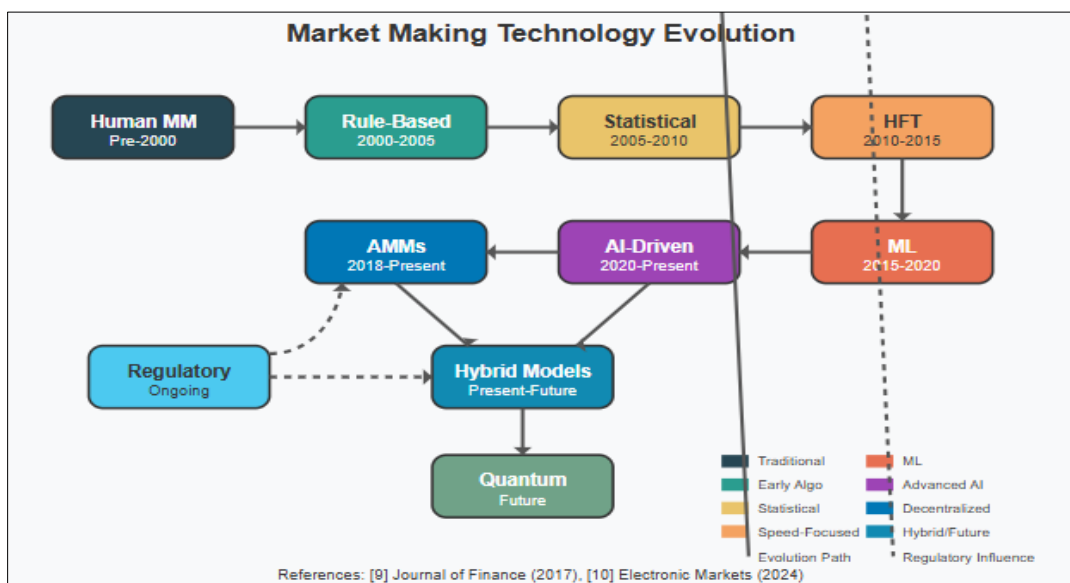 Market Making Technology Evolution
Human MM
Pre-2000
Rule-Based
2000-2005
Statistical
2005-2010
HFT
2010-2015
AMMs
2018-Present
AI-Driven
2020-Present
ML
2015-2020
Regulatory
Ongoing
Hybrid Models
Present-Future
Quantum
Future
Traditional
ML
Early Algo
Advanced AI
Statistical
Decentralized
Speed-Focused
Hybrid/Future
Evolution Path
Regulatory Influence
References: [9] Journal of Finance (2017), [10] Electronic Markets (2024)